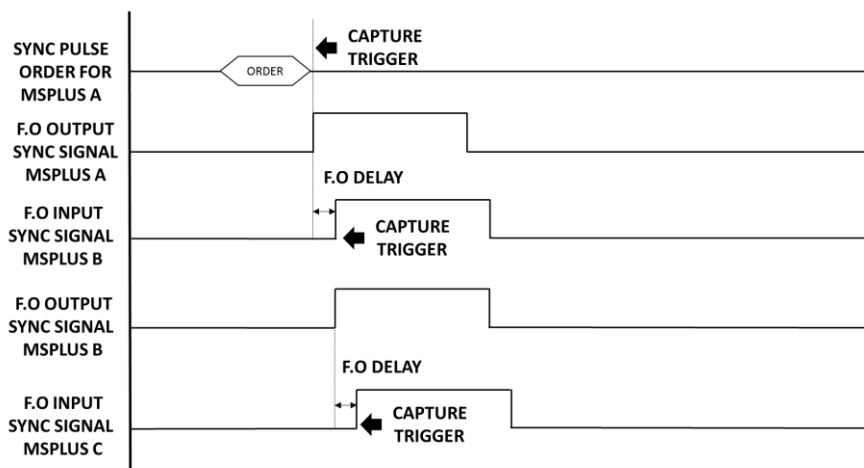 SYNC PULSE
ORDER FOR
MSPLUS A
ORDER
CAPTURE
TRIGGER
F.O OUTPUT
SYNC SIGNAL
MSPLUS A
F.O DELAY
F.O INPUT
SYNC SIGNAL
MSPLUS B
CAPTURE
TRIGGER
F.O OUTPUT
SYNC SIGNAL
MSPLUS B
F.O DELAY
F.O INPUT
SYNC SIGNAL
MSPLUS C
CAPTURE
TRIGGER